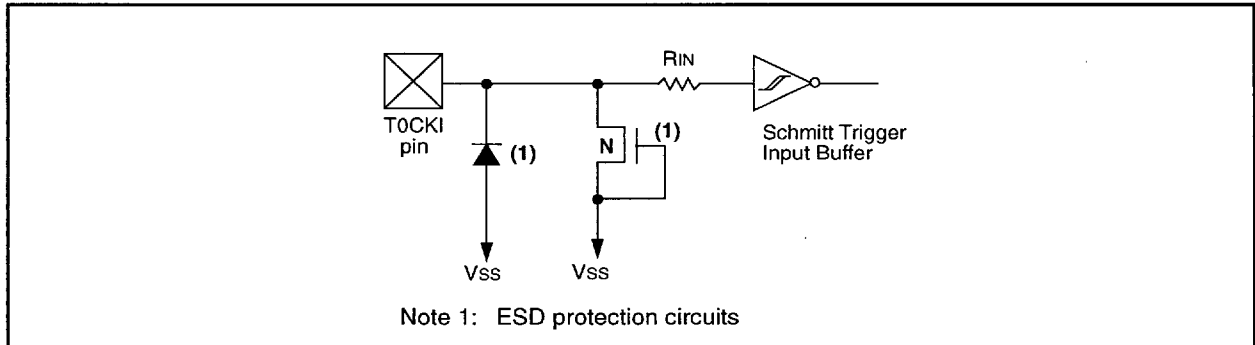 RIN
T0CKI
pin
(1)
N
(1)
Schmitt Trigger
Input Buffer
VSS
VSS
Note 1: ESD protection circuits